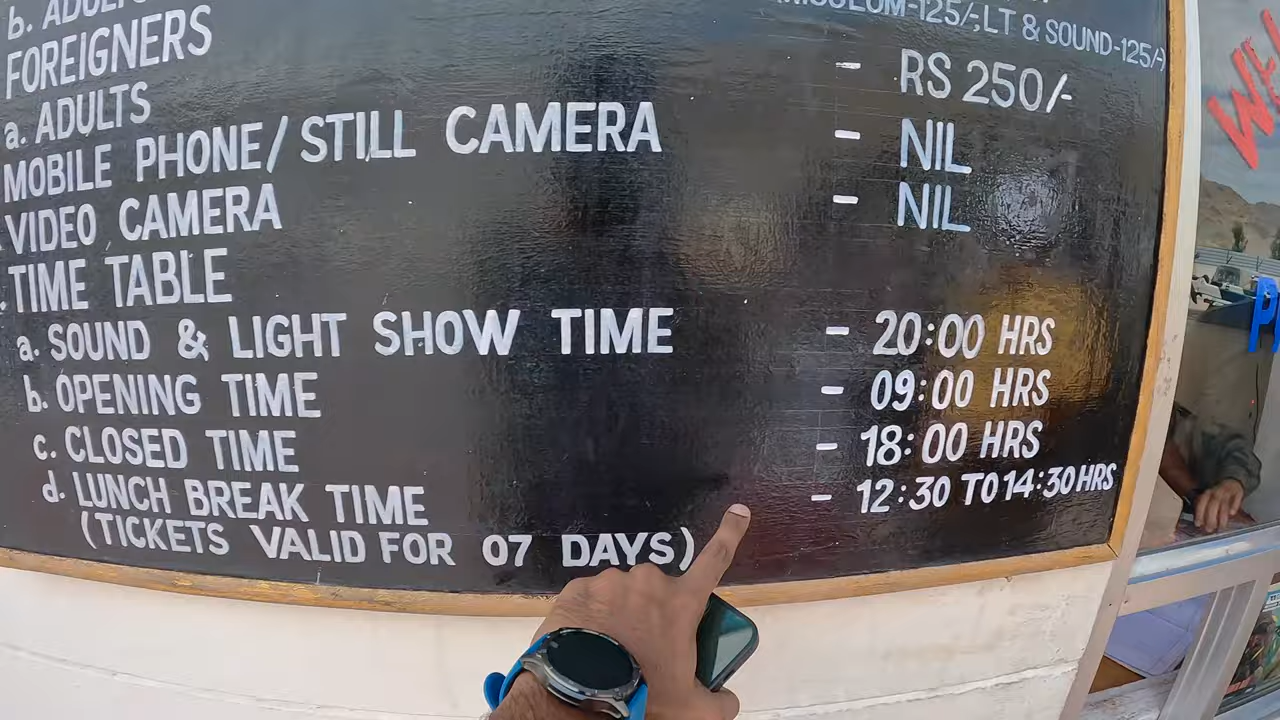 b. ADULTS
-125/-,LT & SOUND-125/-)
FOREIGNERS
a. ADULTS - RS 250/-
MOBILE PHONE/STILL CAMERA - NIL
VIDEO CAMERA - NIL
TIME TABLE
a. SOUND & LIGHT SHOW TIME - 20:00 HRS
b. OPENING TIME - 09:00 HRS
c. CLOSED TIME - 18:00 HRS
d. LUNCH BREAK TIME - 12:30 TO 14:30 HRS
(TICKETS VALID FOR 07 DAYS)